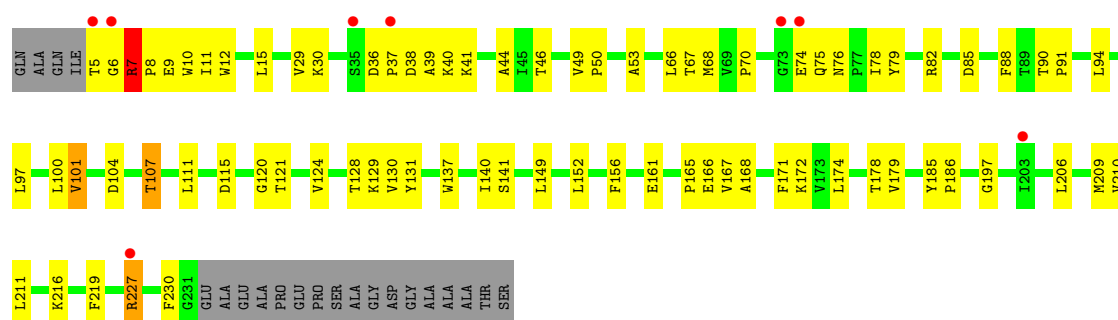 GLN ALA GLN ILE T5 G6 R7 P8 E9 W10 I11 W12 L15 V29 K30 S35 D36 P37 D38 A39 K40 K41 A44 I45 T46 V49 P50 A53 L66 T67 M68 V69 P70 G73 E74 Q75 N76 P77 I78 Y79 R82 D85 F88 T89 T90 P91 L94
L97 L100 V101 D104 T107 L111 D115 G120 T121 V124 T128 K129 V130 Y131 W137 I140 S141 L149 L152 F156 E161 P165 E166 V167 A168 F171 K172 V173 L174 T178 V179 Y185 P186 G197 I203 L206 M209
L211 K216 F219 R227 F230 G231 GLU ALA GLU ALA PRO GLU PRO SER ALA GLY ASP GLY ALA ALA ALA THR SER